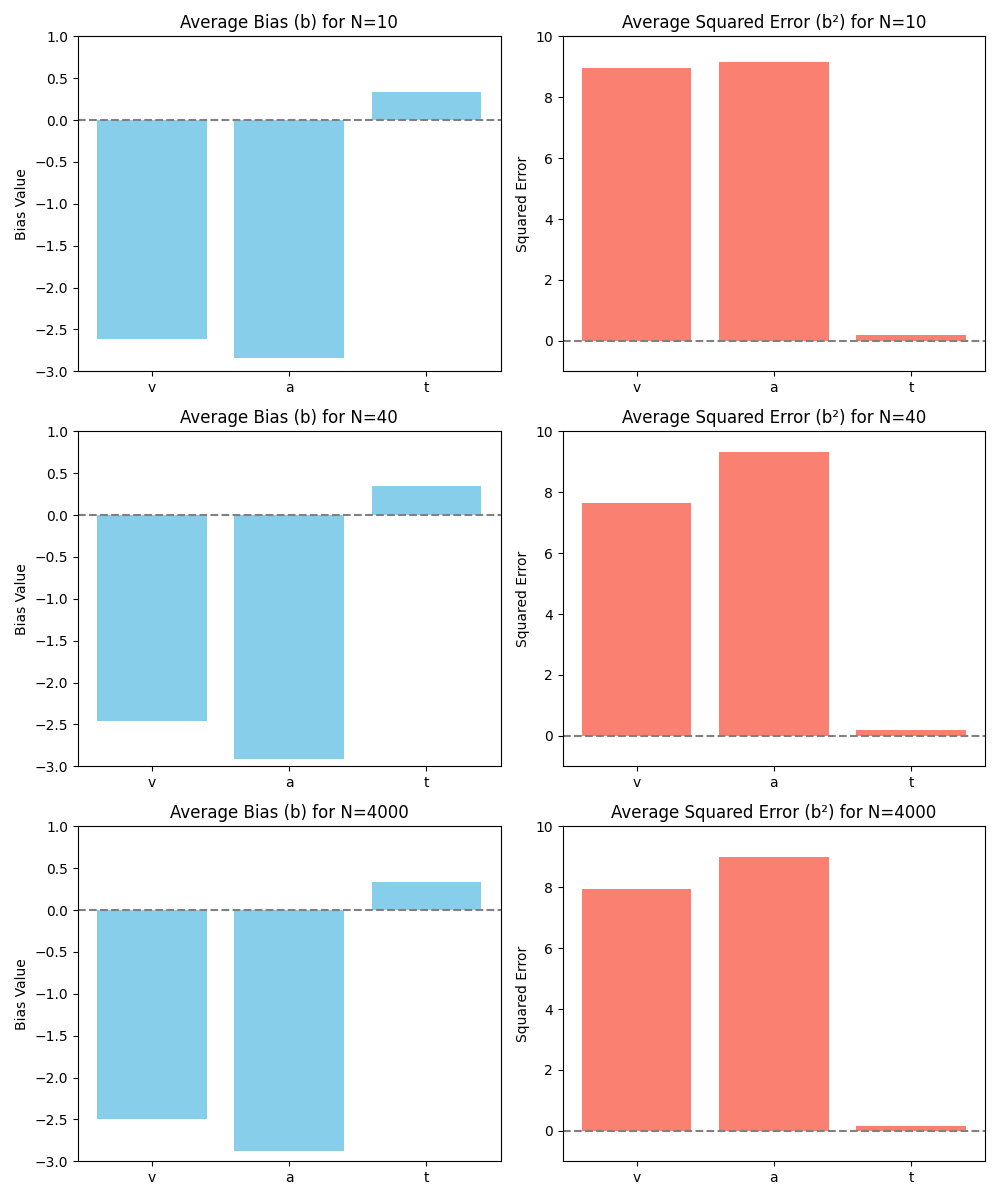 Average Bias (b) for N=10
Bias Value
1.0
0.5
0.0
−0.5
−1.0
−1.5
−2.0
−2.5
−3.0
v a t
Average Squared Error (b²) for N=10
Squared Error
10
8
6
4
2
0
v a t
Average Bias (b) for N=40
Bias Value
1.0
0.5
0.0
−0.5
−1.0
−1.5
−2.0
−2.5
−3.0
v a t
Average Squared Error (b²) for N=40
Squared Error
10
8
6
4
2
0
v a t
Average Bias (b) for N=4000
Bias Value
1.0
0.5
0.0
−0.5
−1.0
−1.5
−2.0
−2.5
−3.0
v a t
Average Squared Error (b²) for N=4000
Squared Error
10
8
6
4
2
0
v a t